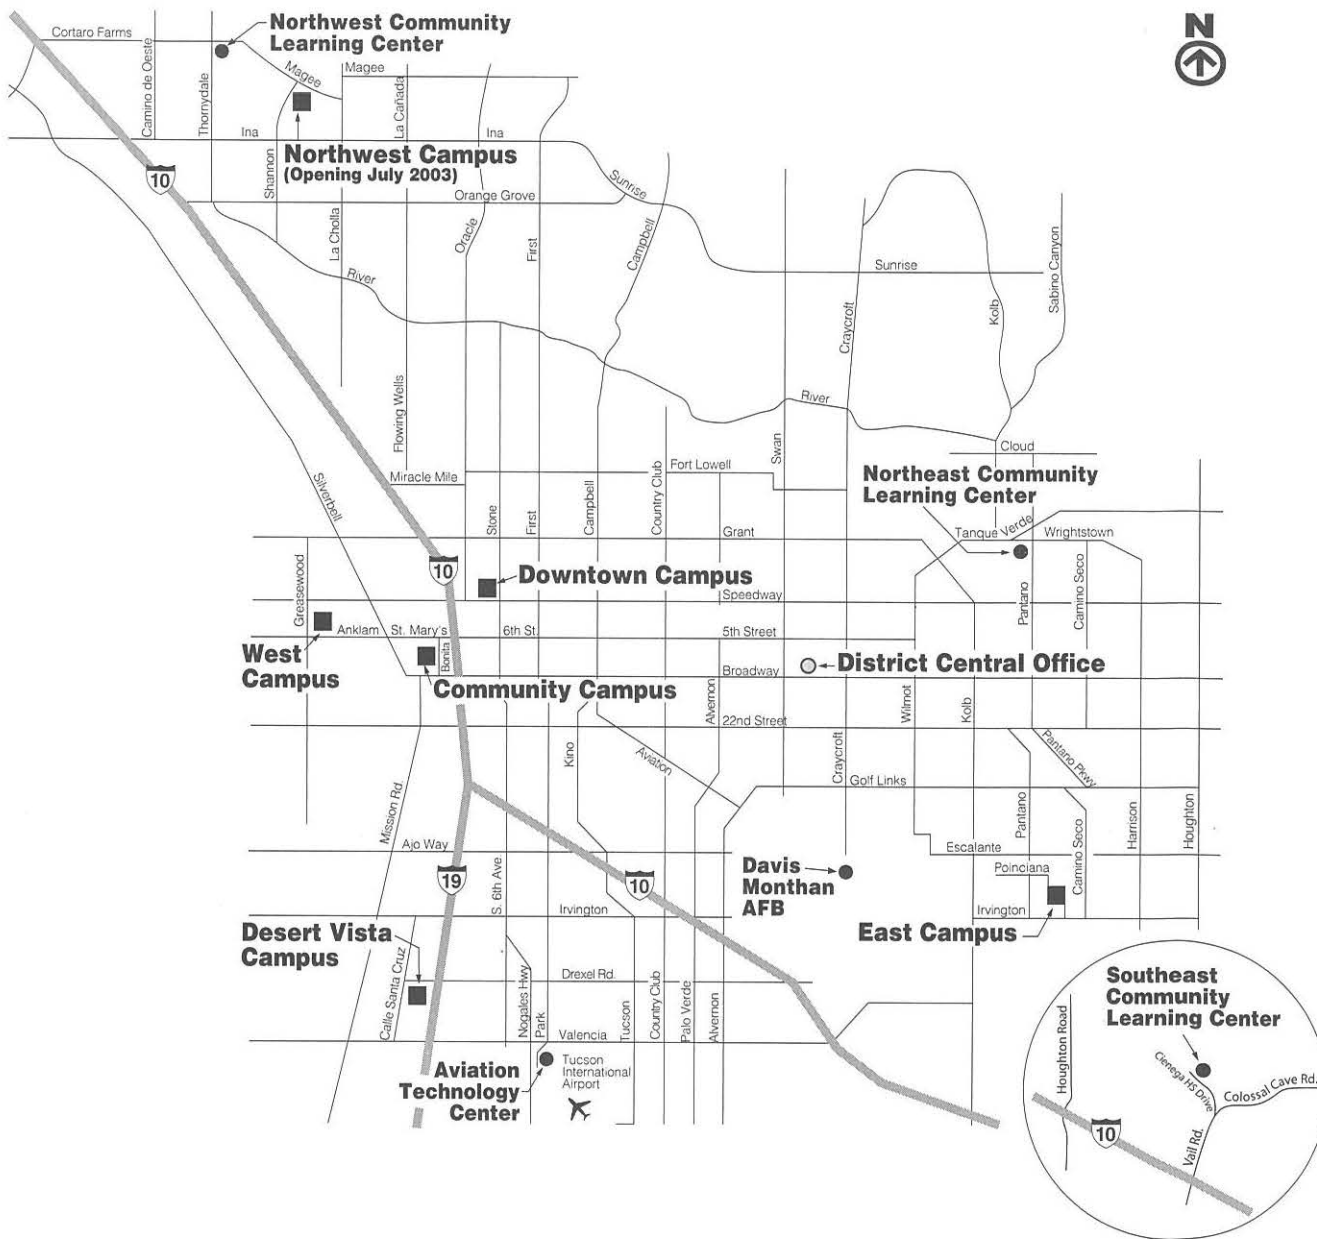 Northwest Community
Learning Center
N
Cortaro Farms
Camino de Oeste
Thornydale
Magee
Magee
La Cañada
Ina
Ina
Northwest Campus
(Opening July 2003)
10
Shannon
Orange Grove
Sunrise
La Cholla
Oracle
First
Campbell
River
Sunrise
Craycroft
Kolb
Sabino Canyon
River
Flowing Wells
Swan
Cloud
Miracle Mile
Fort Lowell
Country Club
Northeast Community
Learning Center
Silverbell
Stone
First
Campbell
Grant
Tanque Verde
Wrightstown
10
Greasewood
Downtown Campus
Speedway
Pantano
Camino Seco
Anklam
St. Mary's
6th St.
5th Street
West
Campus
Bonita
Broadway
District Central Office
Community Campus
Alvernon
22nd Street
Wilmot
Kolb
Kino
Aviation
Craycroft
Pantano Pkwy
Golf Links
Mission Rd.
Pantano
Harrison
Houghton
Ajo Way
Escalante
Camino Seco
19
S. 6th Ave.
10
Davis
Monthan
AFB
Poinciana
Irvington
Irvington
East Campus
Desert Vista
Campus
Calle Santa Cruz
Drexel Rd.
Nogales Hwy
Park
Valencia
Tucson
Country Club
Palo Verde
Alvernon
Aviation
Technology
Center
Tucson
International
Airport
Southeast
Community
Learning Center
Houghton Road
Cienega HS Drive
Colossal Cave Rd.
10
Vail Rd.